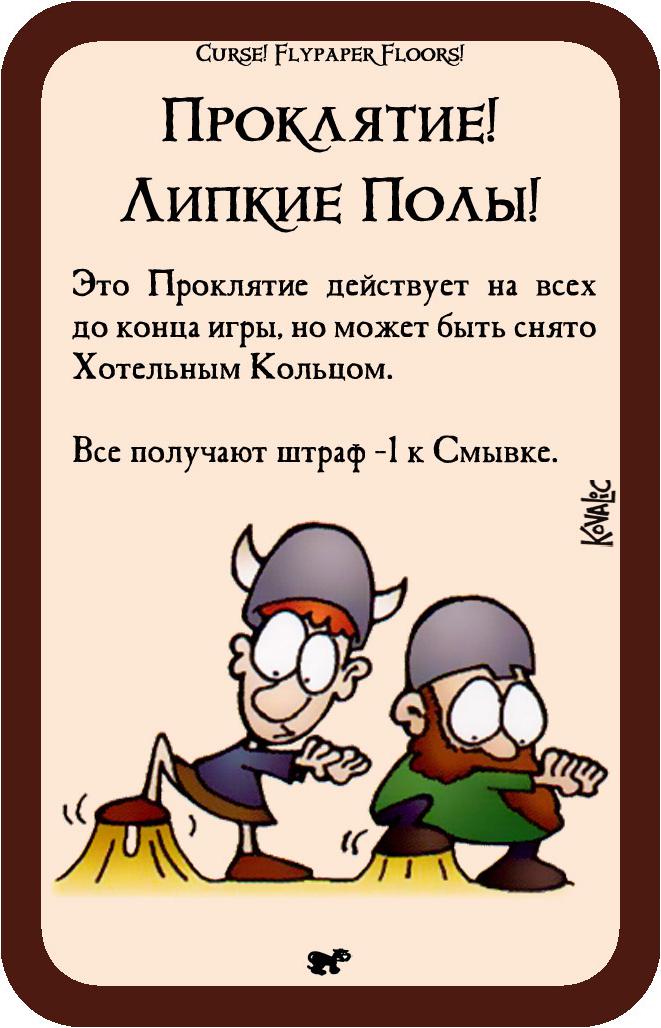 Curse! Flypaper Floors!
Проклятие!
Липкие Полы!
Это Проклятие действует на всех
до конца игры, но может быть снято
Хотельным Кольцом.
Все получают штраф -1 к Смывке.
Kovalic